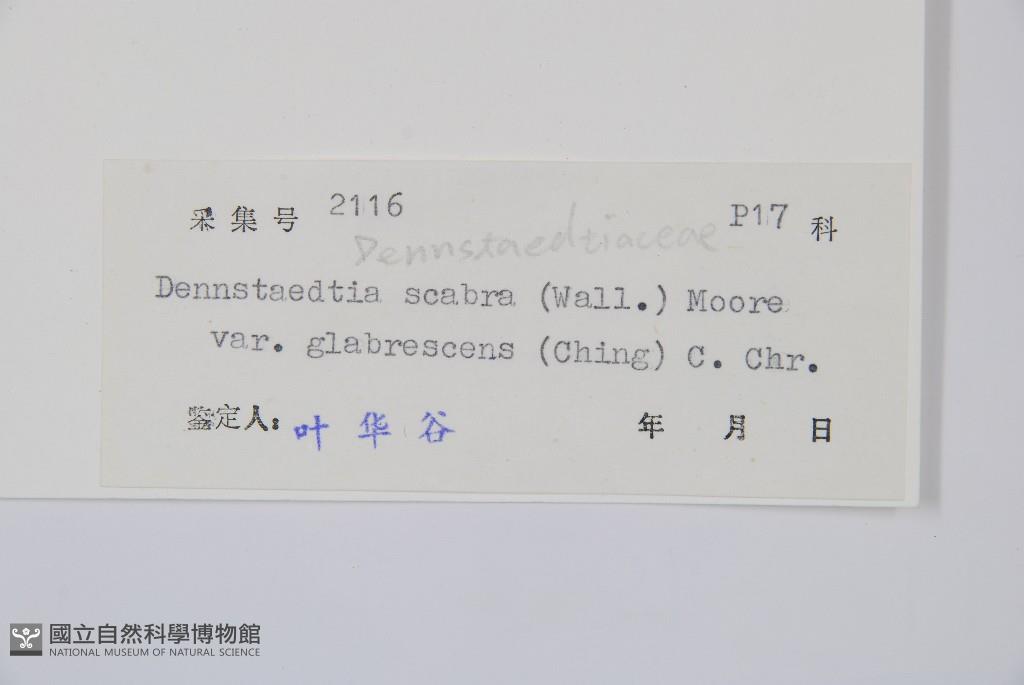 采集号 2116 P17 科
Dennstaedtiaceae
Dennstaedtia scabra (Wall.) Moore
var. glabrescens (Ching) C. Chr.
鉴定人: 叶华谷 年 月 日
國立自然科學博物館
NATIONAL MUSEUM OF NATURAL SCIENCE